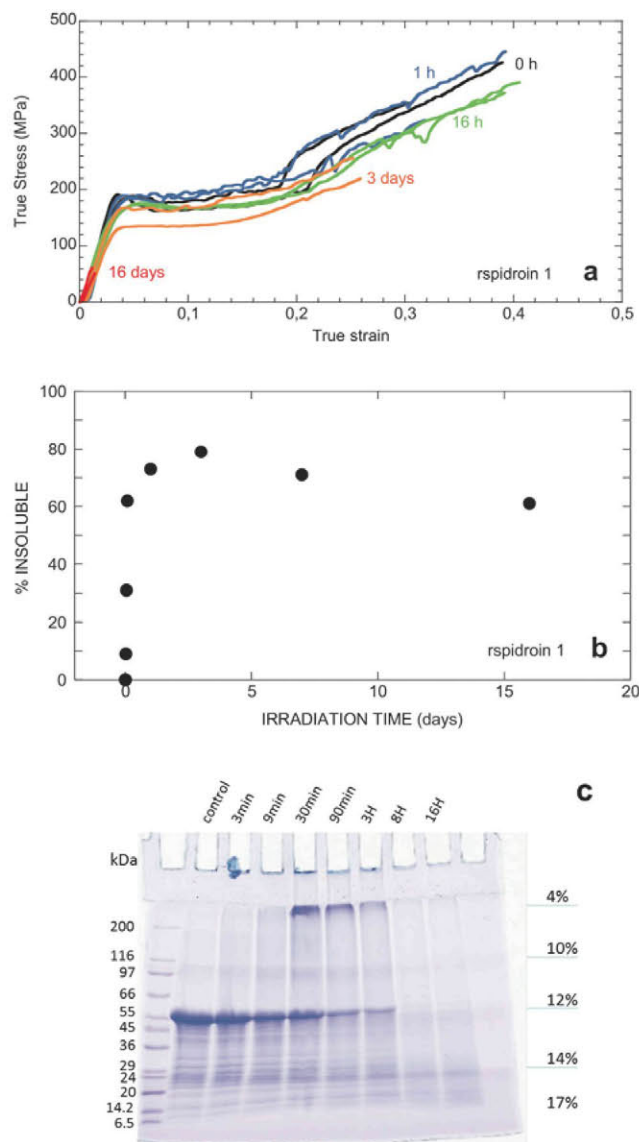 500
400
300
200
100
0
True Stress (MPa)
1 h
0 h
16 h
3 days
16 days
rspidroin 1
a
0
0,1
0,2
0,3
0,4
0,5
True strain
100
80
60
40
20
0
% INSOLUBLE
rspidroin 1
b
0
5
10
15
20
IRRADIATION TIME (days)
c
control
3min
9min
30min
90min
3H
8H
16H
kDa
200
116
97
66
55
45
36
29
24
20
14.2
6.5
4%
10%
12%
14%
17%